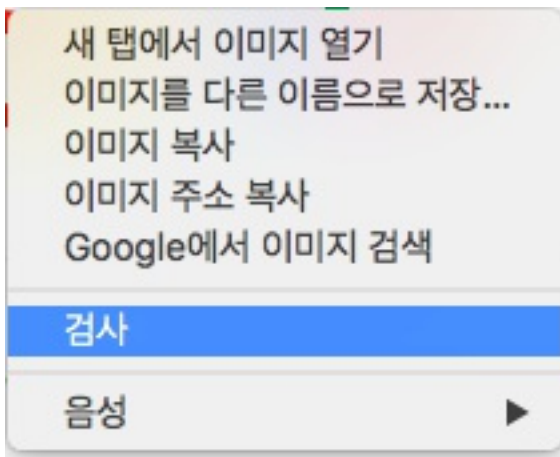 새 탭에서 이미지 열기
이미지를 다른 이름으로 저장...
이미지 복사
이미지 주소 복사
Google에서 이미지 검색
검사
음성